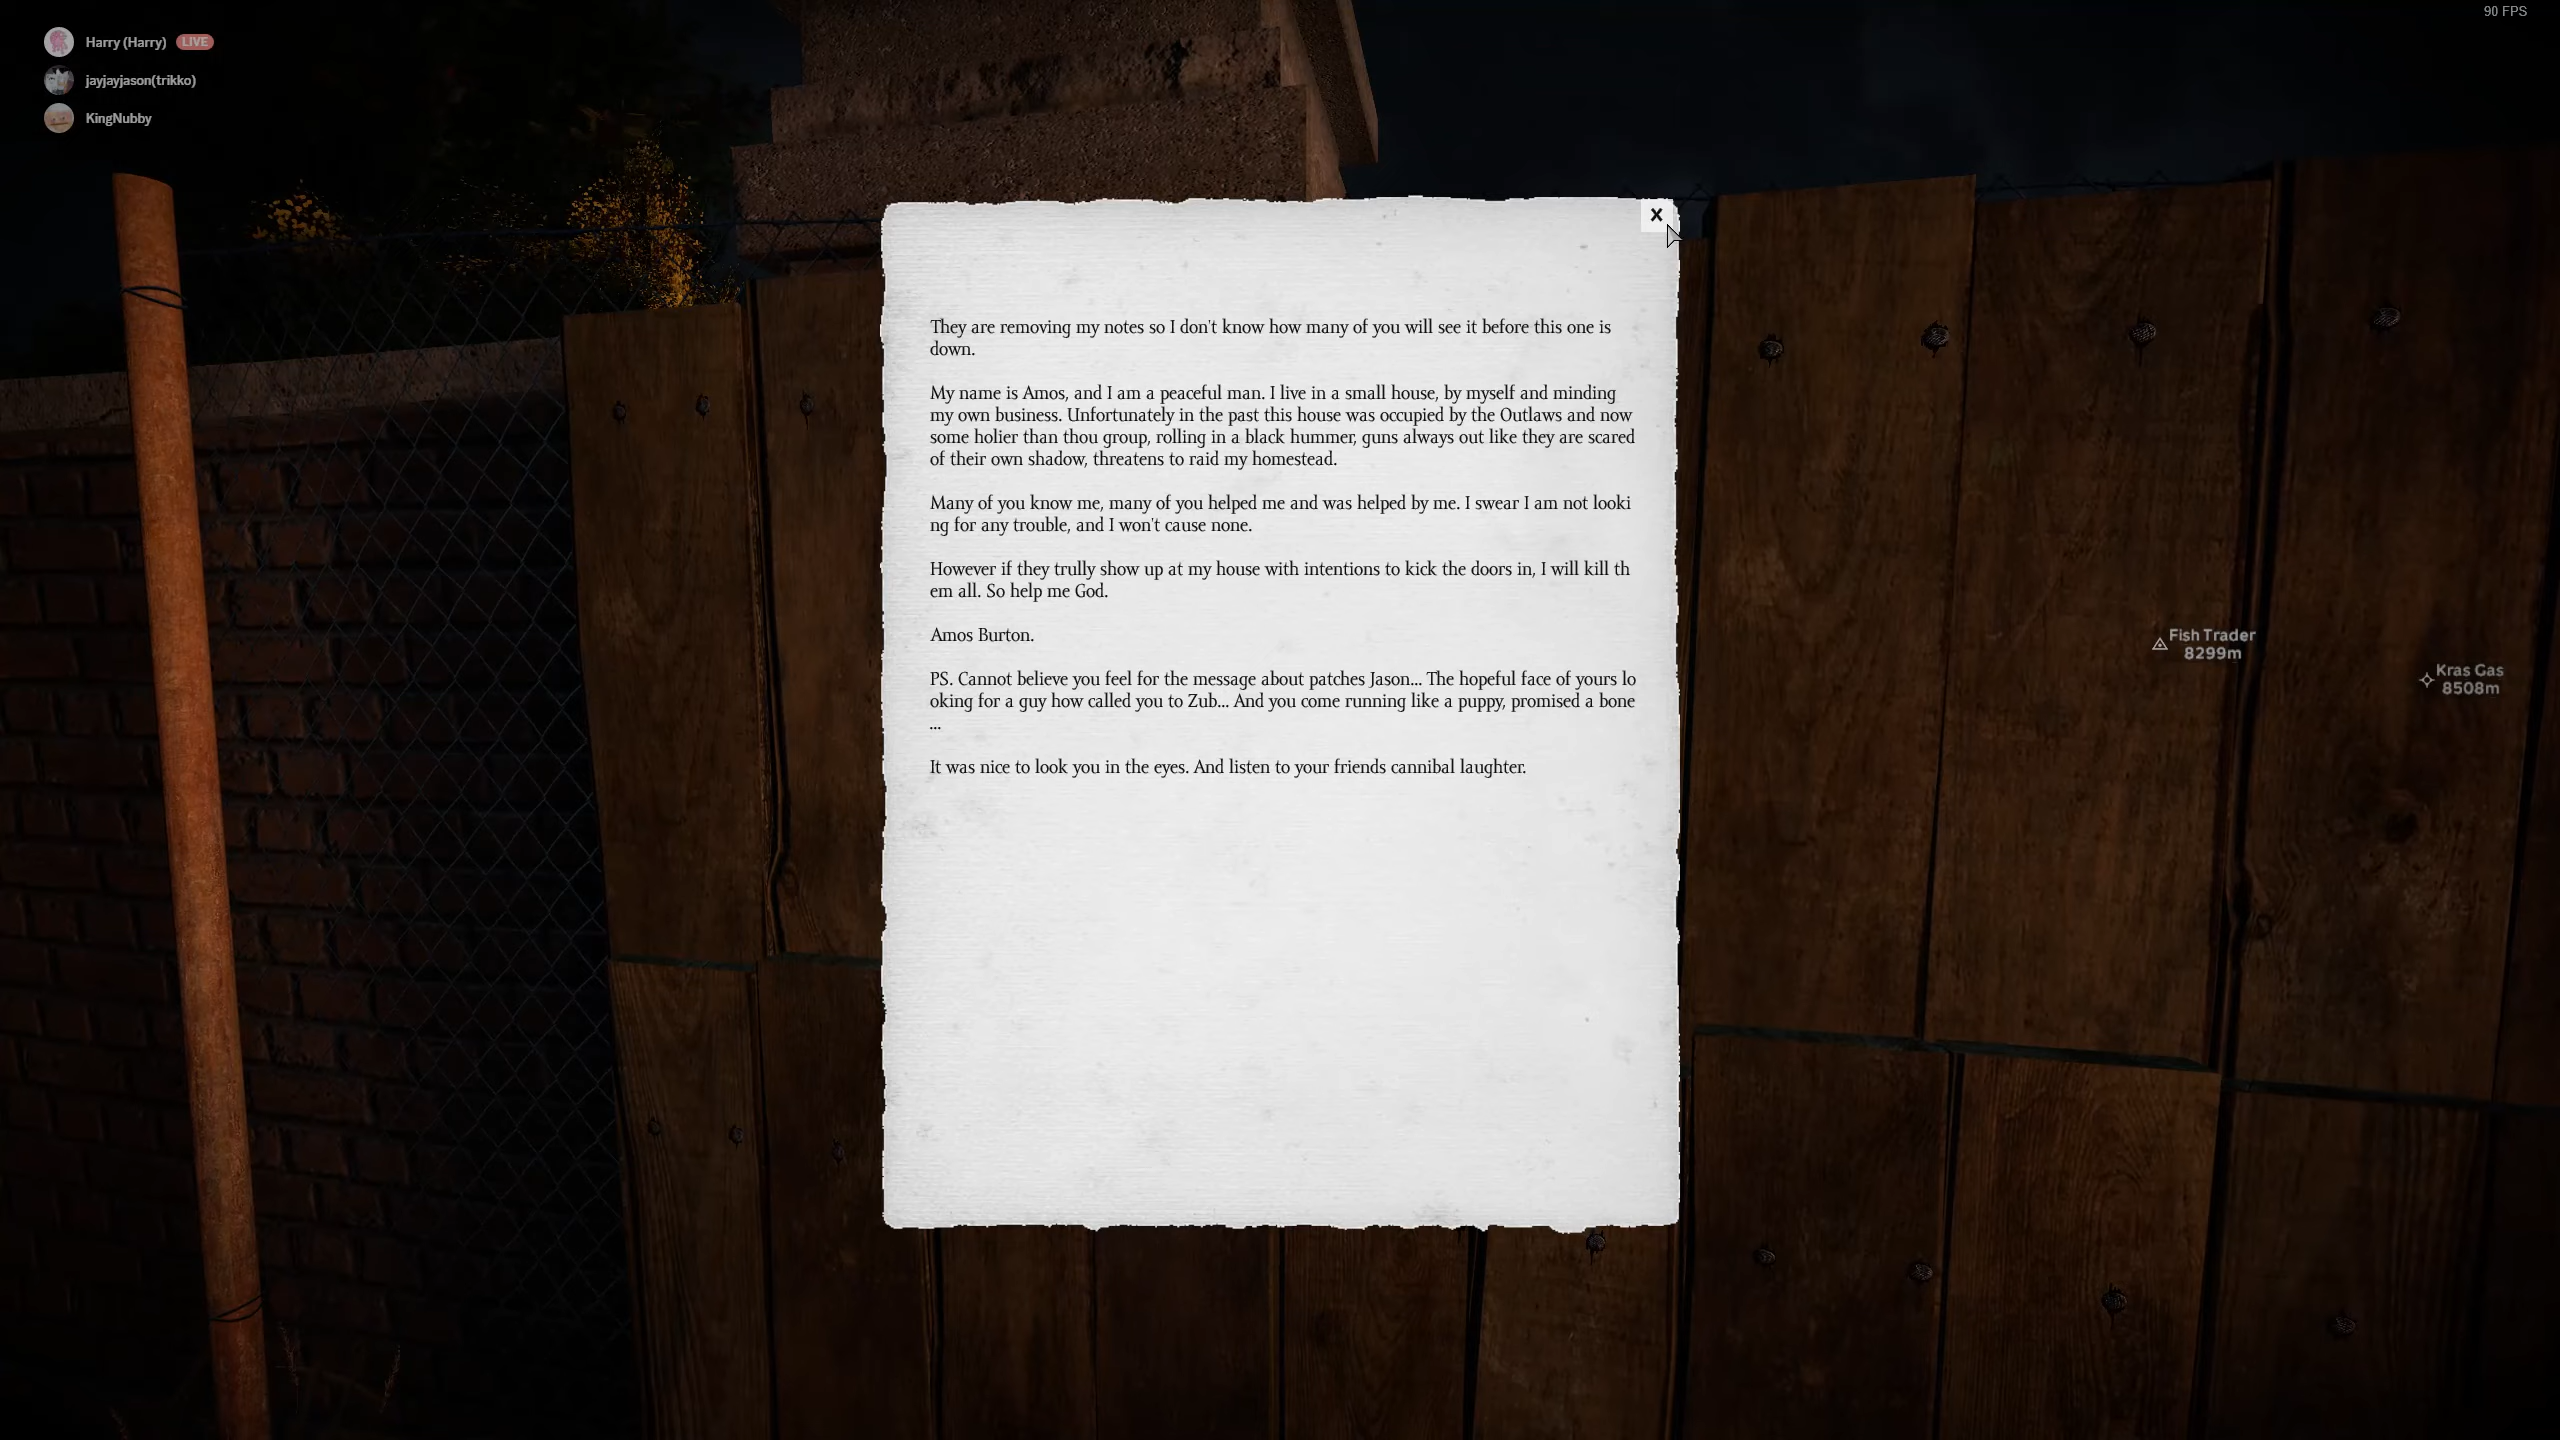 90 FPS
Harry (Harry) LIVE
jayjayjason(trikko)
KingNubby
X
They are removing my notes so I don't know how many of you will see it before this one is
down.
My name is Amos, and I am a peaceful man. I live in a small house, by myself and minding
my own business. Unfortunately in the past this house was occupied by the Outlaws and now
some holier than thou group, rolling in a black hummer, guns always out like they are scared
of their own shadow, threatens to raid my homestead.
Many of you know me, many of you helped me and was helped by me. I swear I am not looki
ng for any trouble, and I won't cause none.
However if they trully show up at my house with intentions to kick the doors in, I will kill th
em all. So help me God.
Amos Burton.
PS. Cannot believe you feel for the message about patches Jason... The hopeful face of yours lo
oking for a guy how called you to Zub... And you come running like a puppy, promised a bone
...
It was nice to look you in the eyes. And listen to your friends cannibal laughter.
Fish Trader
8299m
Kras Gas
8508m